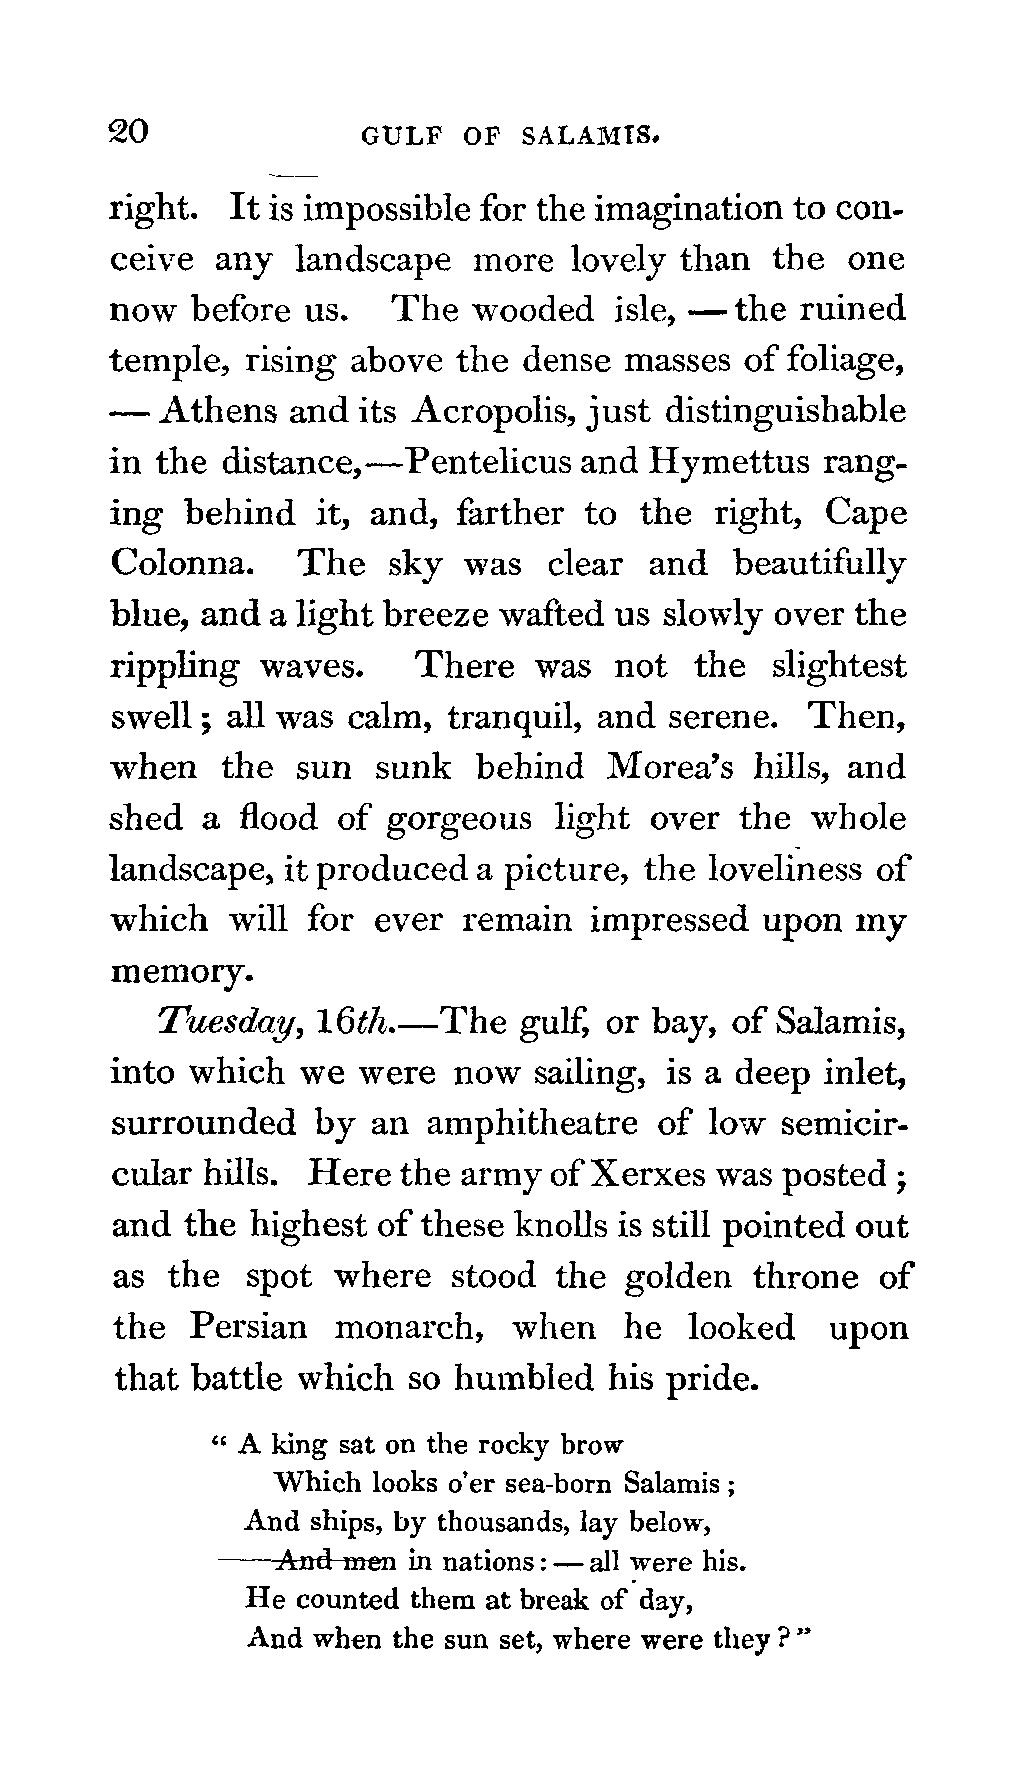 20 GULF OF SALAMIS.
right. It is impossible for the imagination to con-
ceive any landscape more lovely than the one
now before us. The wooded isle, — the ruined
temple, rising above the dense masses of foliage,
— Athens and its Acropolis, just distinguishable
in the distance,—Pentelicus and Hymettus rang-
ing behind it, and, farther to the right, Cape
Colonna. The sky was clear and beautifully
blue, and a light breeze wafted us slowly over the
rippling waves. There was not the slightest
swell; all was calm, tranquil, and serene. Then,
when the sun sunk behind Morea's hills, and
shed a flood of gorgeous light over the whole
landscape, it produced a picture, the loveliness of
which will for ever remain impressed upon my
memory.
Tuesday, 16th.—The gulf, or bay, of Salamis,
into which we were now sailing, is a deep inlet,
surrounded by an amphitheatre of low semicir-
cular hills. Here the army of Xerxes was posted;
and the highest of these knolls is still pointed out
as the spot where stood the golden throne of
the Persian monarch, when he looked upon
that battle which so humbled his pride.
“ A king sat on the rocky brow
Which looks o'er sea-born Salamis;
And ships, by thousands, lay below,
And men in nations: — all were his.
He counted them at break of day,
And when the sun set, where were they?”